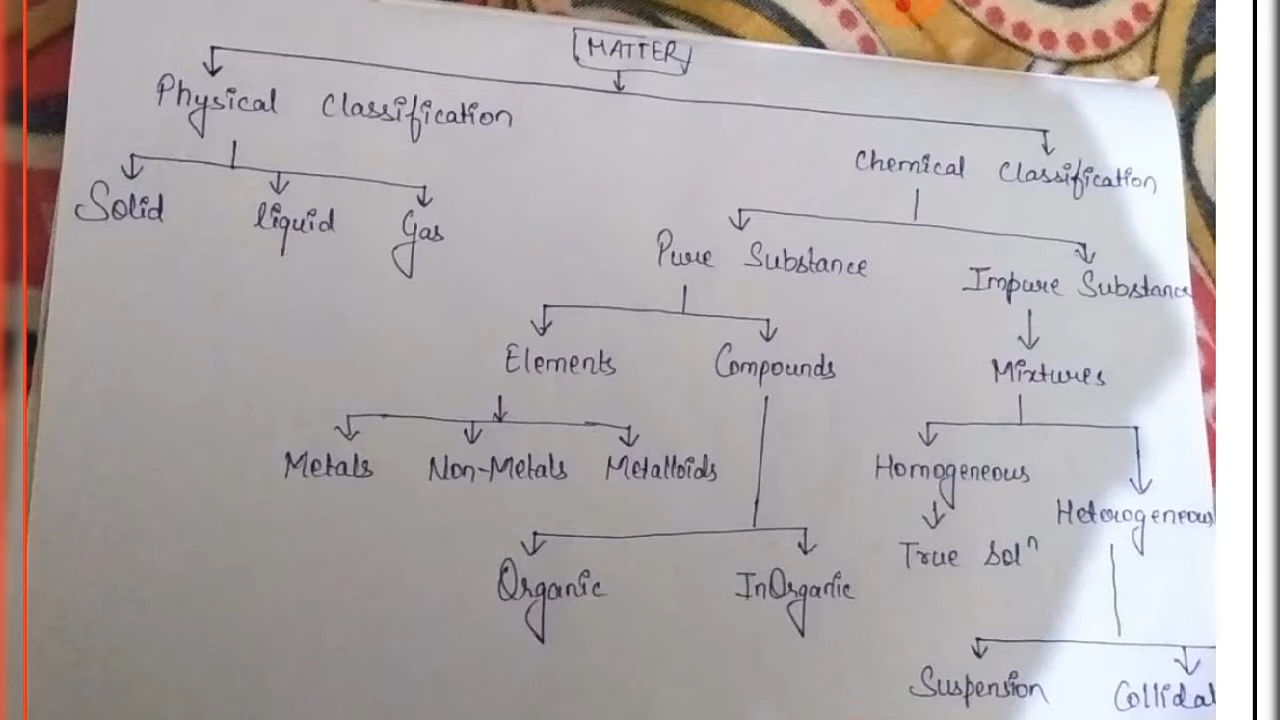 MATTER
Physical Classification
Chemical Classification
Solid liquid Gas
Pure Substance
Impure Substance
Elements Compounds
Mixtures
Metals Non-Metals Metalloids
Homogeneous
Heterogeneous
True Solⁿ
Organic InOrganic
Suspension Collidal